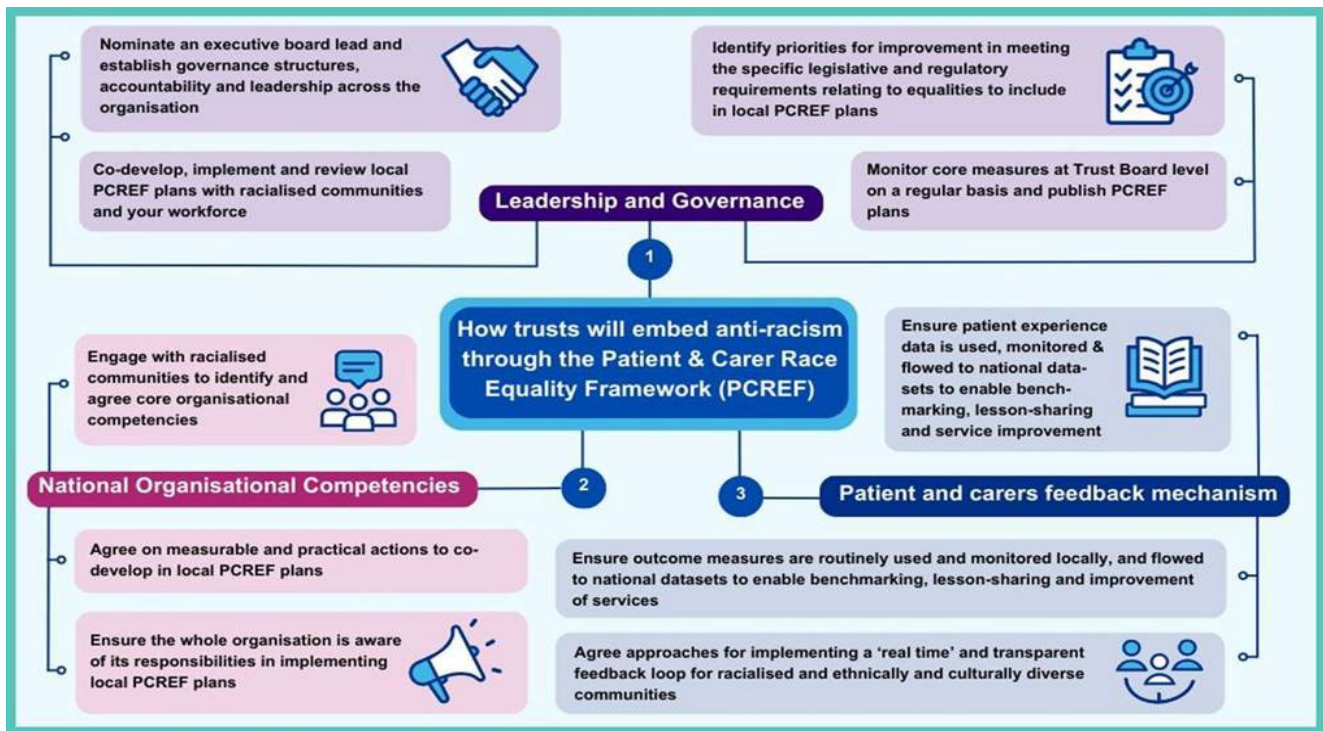 Nominate an executive board lead and
establish governance structures,
accountability and leadership across the
organisation
Co-develop, implement and review local
PCREF plans with racialised communities
and your workforce
Identify priorities for improvement in meeting
the specific legislative and regulatory
requirements relating to equalities to include
in local PCREF plans
Monitor core measures at Trust Board level
on a regular basis and publish PCREF
plans
Leadership and Governance
1
How trusts will embed anti-racism
through the Patient & Carer Race
Equality Framework (PCREF)
Engage with racialised
communities to identify and
agree core organisational
competencies
National Organisational Competencies
2
Agree on measurable and practical actions to co-
develop in local PCREF plans
Ensure the whole organisation is aware
of its responsibilities in implementing
local PCREF plans
Ensure patient experience
data is used, monitored &
flowed to national data-
sets to enable bench-
marking, lesson-sharing
and service improvement
3
Patient and carers feedback mechanism
Ensure outcome measures are routinely used and monitored locally, and flowed
to national datasets to enable benchmarking, lesson-sharing and improvement
of services
Agree approaches for implementing a ‘real time’ and transparent
feedback loop for racialised and ethnically and culturally diverse
communities